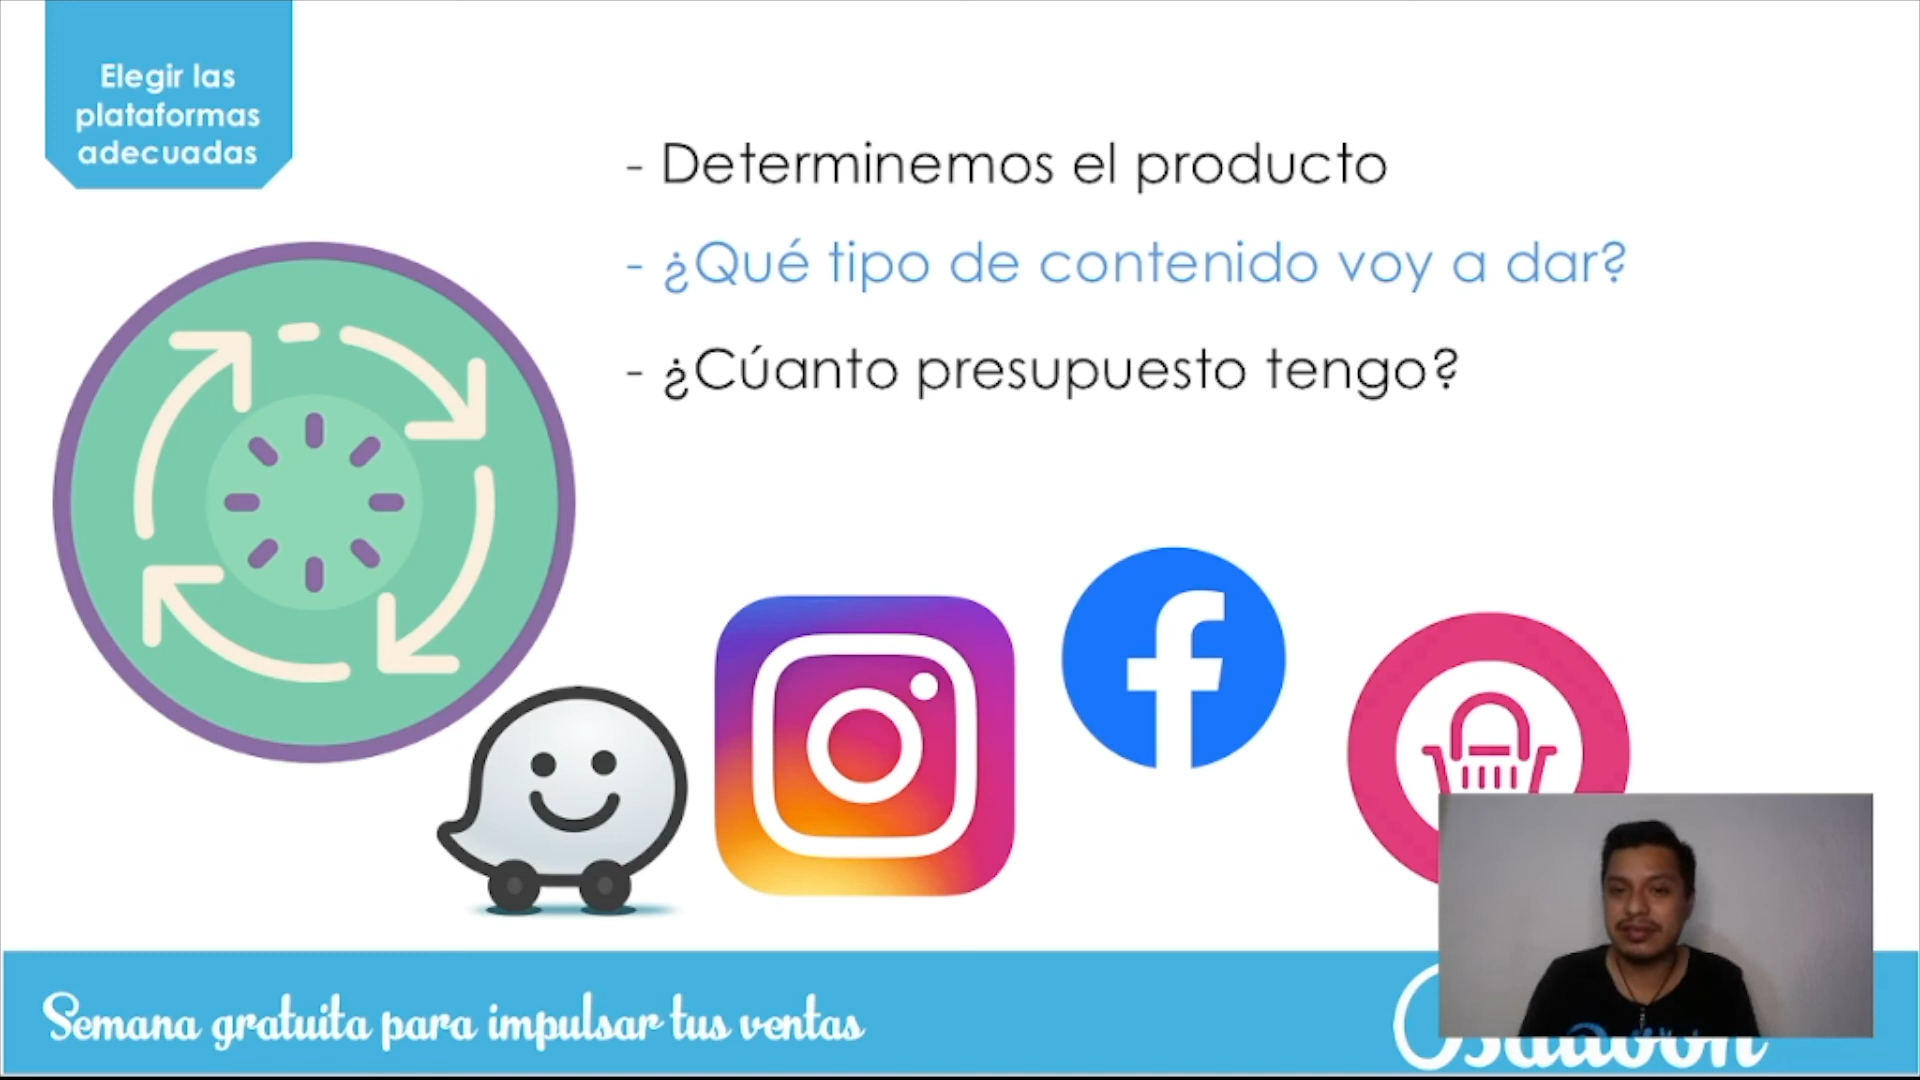 Elegir las
plataformas
adecuadas
- Determinemos el producto
- ¿Qué tipo de contenido voy a dar?
- ¿Cúanto presupuesto tengo?
Semana gratuita para impulsar tus ventas